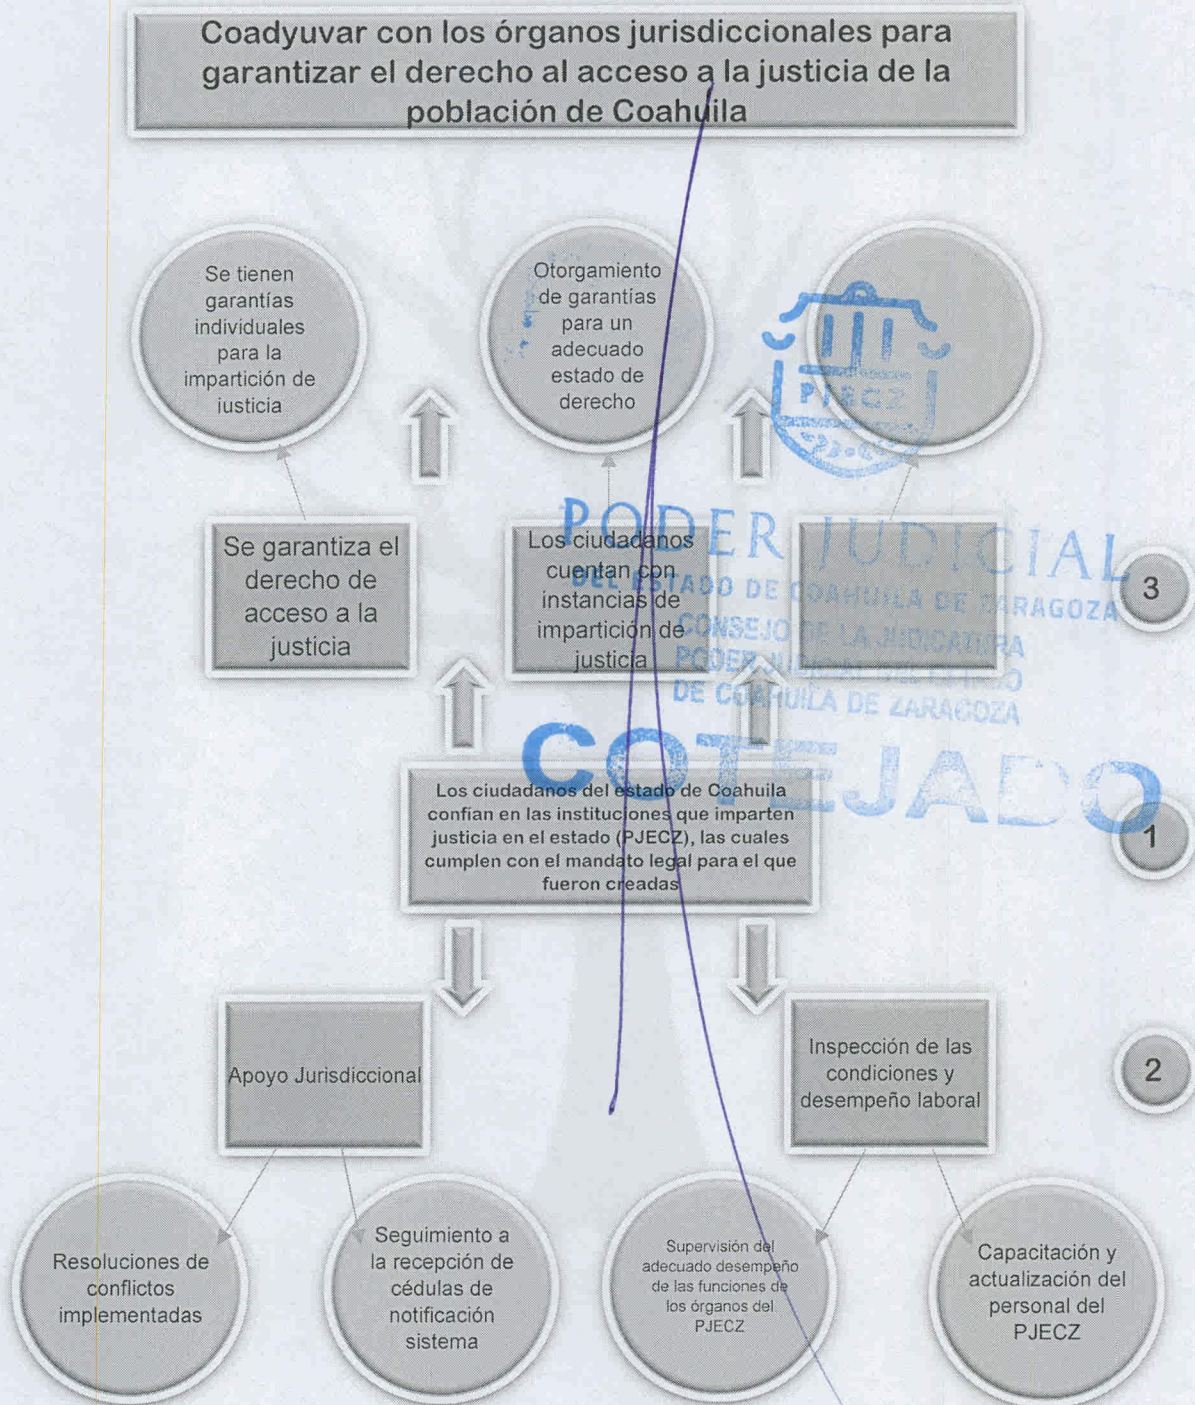 Coadyuvar con los órganos jurisdiccionales para
garantizar el derecho al acceso a la justicia de la
población de Coahuila
Se tienen
garantías
individuales
para la
impartición de
justicia
Otorgamiento
de garantías
para un
adecuado
estado de
derecho
PJECZ
Se garantiza el
derecho de
acceso a la
justicia
Los ciudadanos
cuentan con
instancias de
impartición de
justicia
PODER JUDICIAL
DEL ESTADO DE COAHUILA DE ZARAGOZA
CONSEJO DE LA JUDICATURA
PODER JUDICIAL DEL ESTADO
DE COAHUILA DE ZARAGOZA
3
COTEJADO
Los ciudadanos del estado de Coahuila
confían en las instituciones que imparten
justicia en el estado (PJECZ), las cuales
cumplen con el mandato legal para el que
fueron creadas
1
Apoyo Jurisdiccional
Inspección de las
condiciones y
desempeño laboral
2
Resoluciones de
conflictos
implementadas
Seguimiento a
la recepción de
cédulas de
notificación
sistema
Supervisión del
adecuado desempeño
de las funciones de
los órganos del
PJECZ
Capacitación y
actualización del
personal del
PJECZ